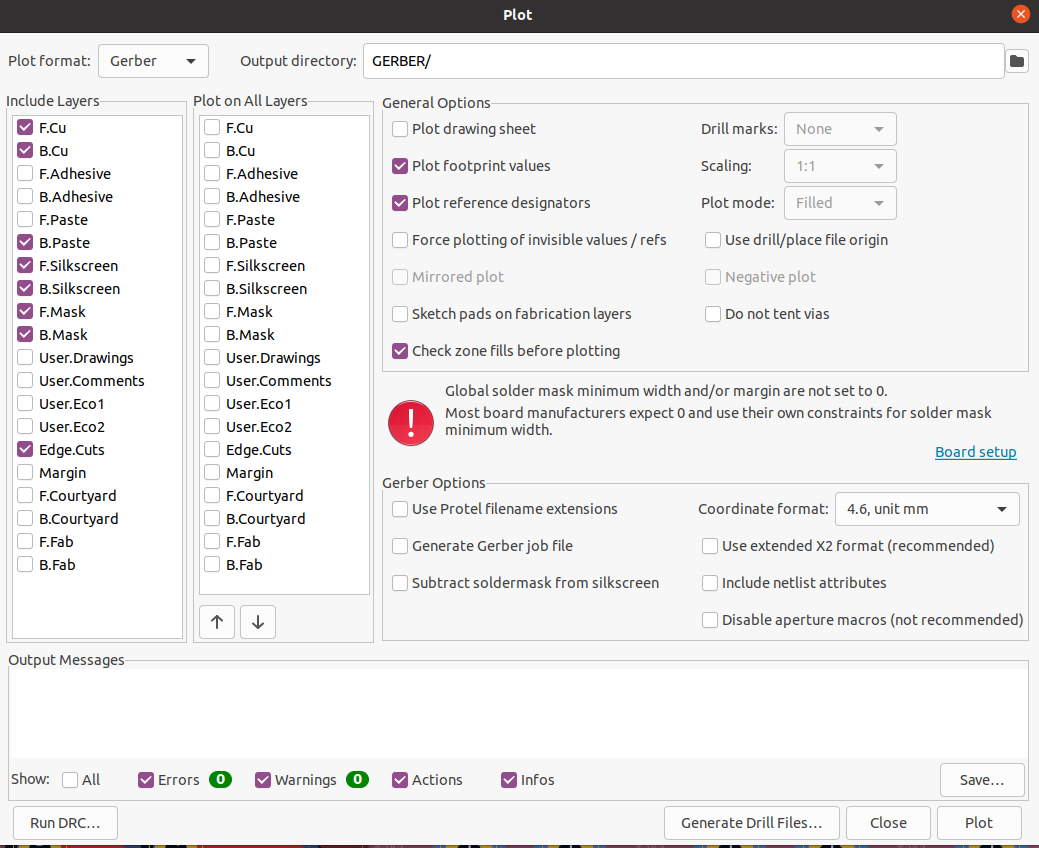 Plot
Plot format: Gerber Output directory: GERBER/
Include Layers
F.Cu
B.Cu
F.Adhesive
B.Adhesive
F.Paste
B.Paste
F.Silkscreen
B.Silkscreen
F.Mask
B.Mask
User.Drawings
User.Comments
User.Eco1
User.Eco2
Edge.Cuts
Margin
F.Courtyard
B.Courtyard
F.Fab
B.Fab
Plot on All Layers
F.Cu
B.Cu
F.Adhesive
B.Adhesive
F.Paste
B.Paste
F.Silkscreen
B.Silkscreen
F.Mask
B.Mask
User.Drawings
User.Comments
User.Eco1
User.Eco2
Edge.Cuts
Margin
F.Courtyard
B.Courtyard
F.Fab
B.Fab
General Options
Plot drawing sheet Drill marks: None
Plot footprint values Scaling: 1:1
Plot reference designators Plot mode: Filled
Force plotting of invisible values / refs Use drill/place file origin
Mirrored plot Negative plot
Sketch pads on fabrication layers Do not tent vias
Check zone fills before plotting
Global solder mask minimum width and/or margin are not set to 0.
Most board manufacturers expect 0 and use their own constraints for solder mask
minimum width.
Board setup
Gerber Options
Use Protel filename extensions Coordinate format: 4.6, unit mm
Generate Gerber job file Use extended X2 format (recommended)
Subtract soldermask from silkscreen Include netlist attributes
Disable aperture macros (not recommended)
Output Messages
Show: All Errors 0 Warnings 0 Actions Infos Save...
Run DRC... Generate Drill Files... Close Plot